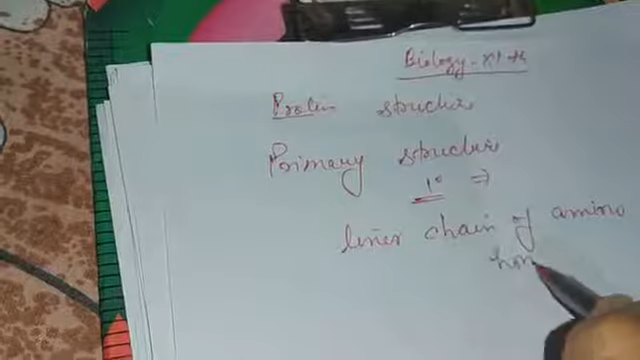 Biology - XI th
Protein structure
Primary structure
1° ⇒
liner chain of amino